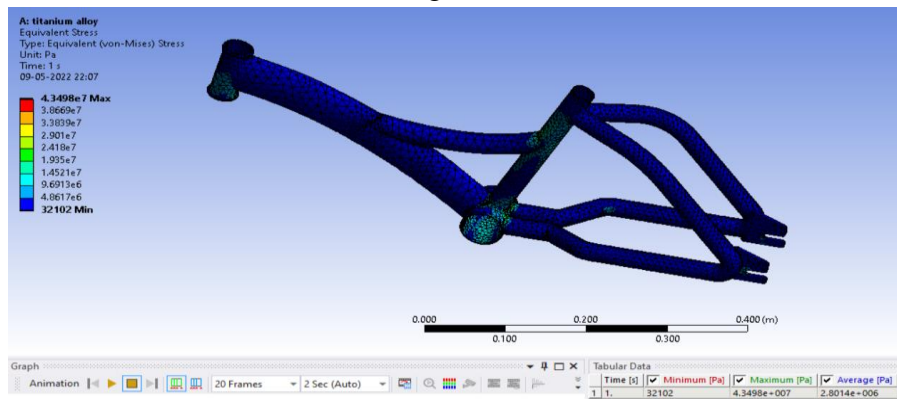 A: titanium alloy
Equivalent Stress
Type: Equivalent (von-Mises) Stress
Unit: Pa
Time: 1 s
09-05-2022 22:07
4.3498e7 Max
3.8669e7
3.3839e7
2.901e7
2.418e7
1.935e7
1.4521e7
9.6913e6
4.8617e6
32102 Min
0.000 0.200 0.400 (m)
0.100 0.300
Graph
Animation 20 Frames 2 Sec (Auto)
Tabular Data
Time [s] Minimum [Pa] Maximum [Pa] Average [Pa]
1 1. 32102 4.3498e+007 2.8014e+006